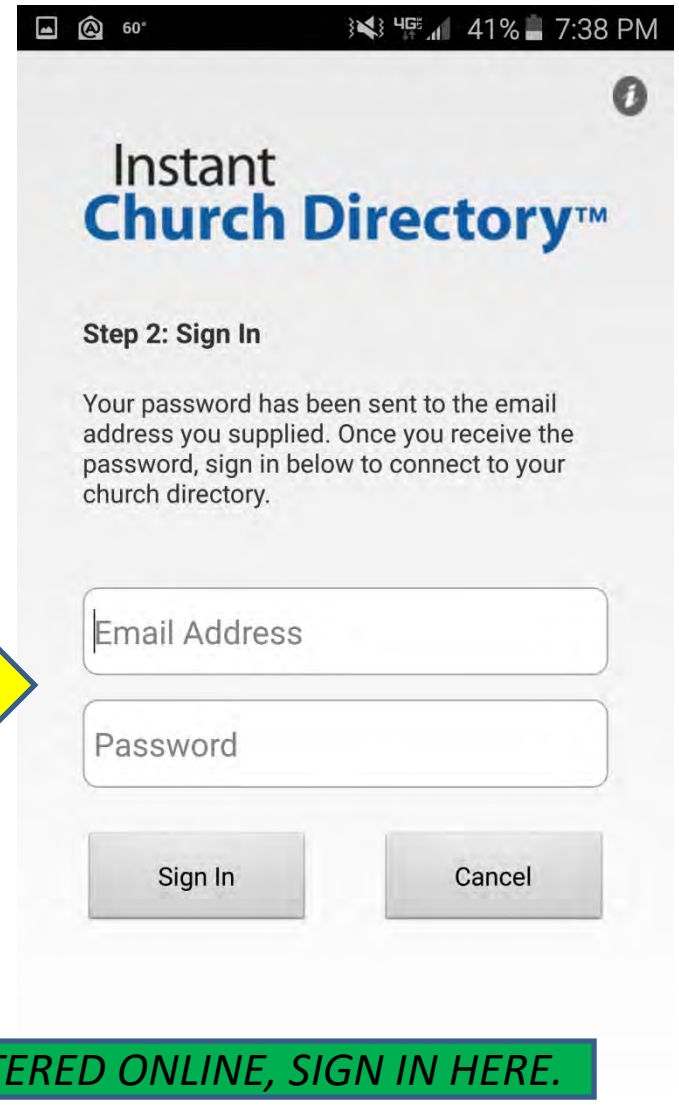 60° 4G 41% 7:38 PM
Instant
Church Directory™
Step 2: Sign In
Your password has been sent to the email
address you supplied. Once you receive the
password, sign in below to connect to your
church directory.
Email Address
Password
Sign In Cancel
TERED ONLINE, SIGN IN HERE.